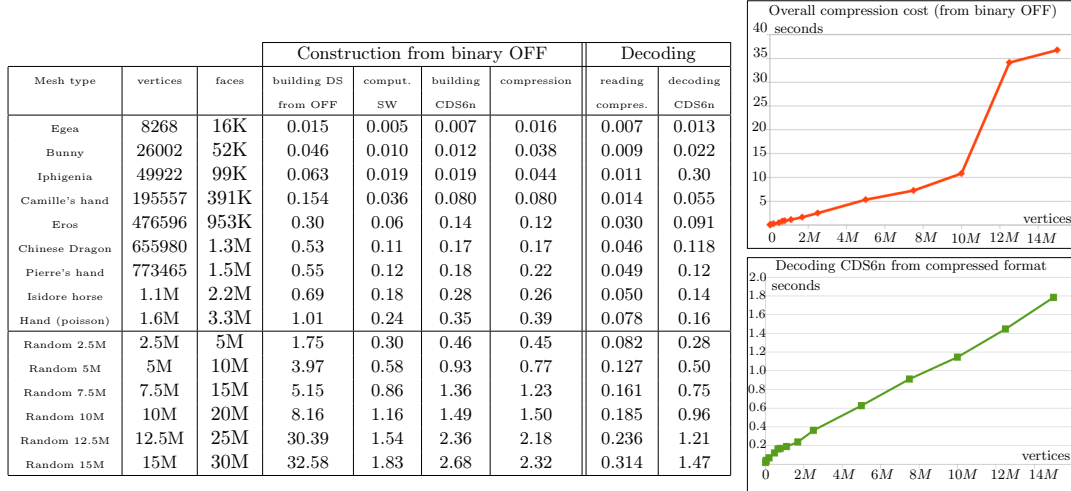 Construction from binary OFF Decoding
Mesh type vertices faces building DS comput. building compression reading decoding
from OFF SW CDS6n compres. CDS6n
Egea 8268 16K 0.015 0.005 0.007 0.016 0.007 0.013
Bunny 26002 52K 0.046 0.010 0.012 0.038 0.009 0.022
Iphigenia 49922 99K 0.063 0.019 0.019 0.044 0.011 0.30
Camille's hand 195557 391K 0.154 0.036 0.080 0.080 0.014 0.055
Eros 476596 953K 0.30 0.06 0.14 0.12 0.030 0.091
Chinese Dragon 655980 1.3M 0.53 0.11 0.17 0.17 0.046 0.118
Pierre's hand 773465 1.5M 0.55 0.12 0.18 0.22 0.049 0.12
Isidore horse 1.1M 2.2M 0.69 0.18 0.28 0.26 0.050 0.14
Hand (poisson) 1.6M 3.3M 1.01 0.24 0.35 0.39 0.078 0.16
Random 2.5M 2.5M 5M 1.75 0.30 0.46 0.45 0.082 0.28
Random 5M 5M 10M 3.97 0.58 0.93 0.77 0.127 0.50
Random 7.5M 7.5M 15M 5.15 0.86 1.36 1.23 0.161 0.75
Random 10M 10M 20M 8.16 1.16 1.49 1.50 0.185 0.96
Random 12.5M 12.5M 25M 30.39 1.54 2.36 2.18 0.236 1.21
Random 15M 15M 30M 32.58 1.83 2.68 2.32 0.314 1.47
Overall compression cost (from binary OFF)
40 seconds
35
30
25
20
15
10
5
vertices
0 2M 4M 6M 8M 10M 12M 14M
Decoding CDS6n from compressed format
2.0 seconds
1.8
1.6
1.4
1.2
1.0
0.8
0.6
0.4
0.2
vertices
0 2M 4M 6M 8M 10M 12M 14M